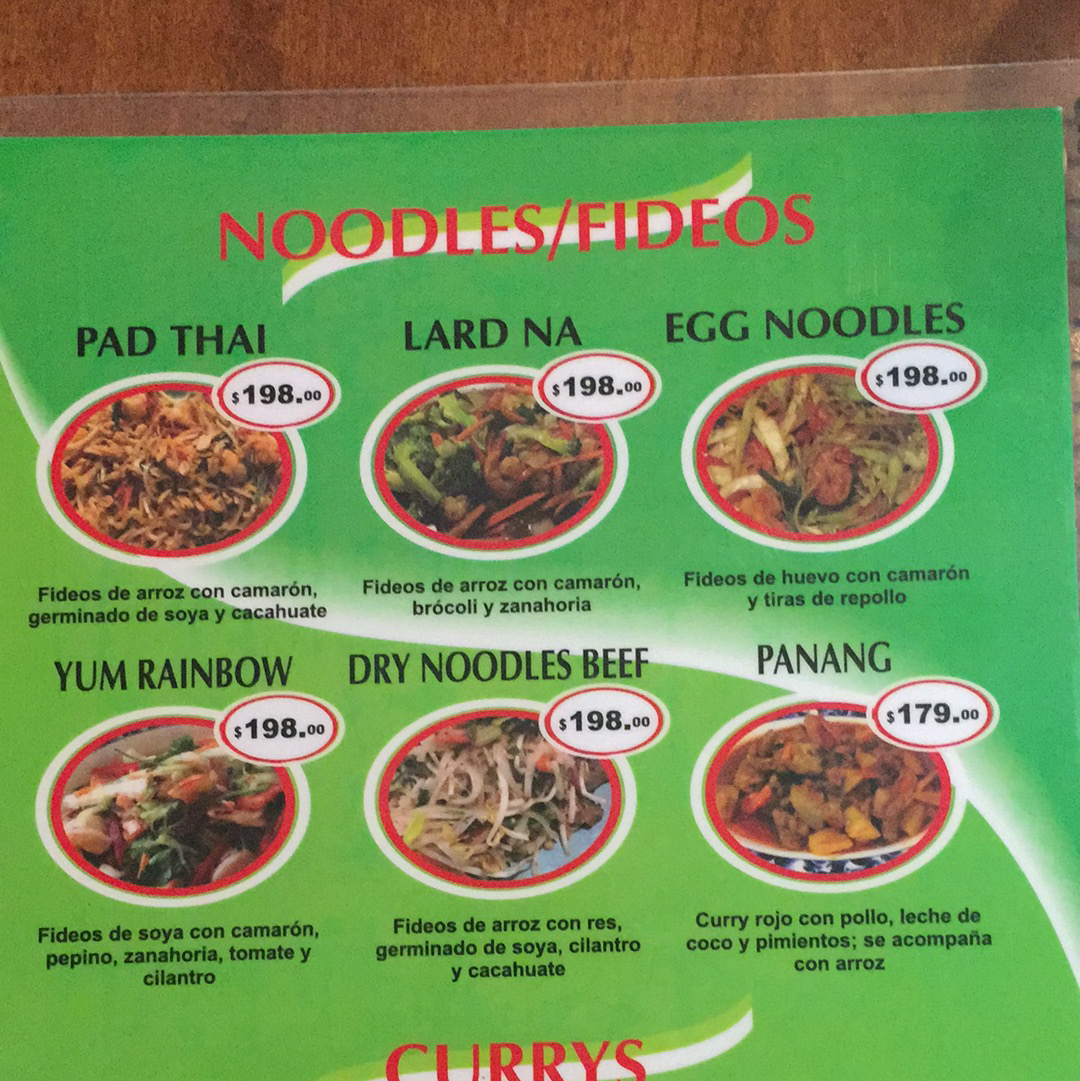 NOODLES/FIDEOS
PAD THAI
$198.00
Fideos de arroz con camarón,
germinado de soya y cacahuate
LARD NA
$198.00
Fideos de arroz con camarón,
brócoli y zanahoria
EGG NOODLES
$198.00
Fideos de huevo con camarón
y tiras de repollo
YUM RAINBOW
$198.00
Fideos de soya con camarón,
pepino, zanahoria, tomate y
cilantro
DRY NOODLES BEEF
$198.00
Fideos de arroz con res,
germinado de soya, cilantro
y cacahuate
PANANG
$179.00
Curry rojo con pollo, leche de
coco y pimientos; se acompaña
con arroz
CURRYS